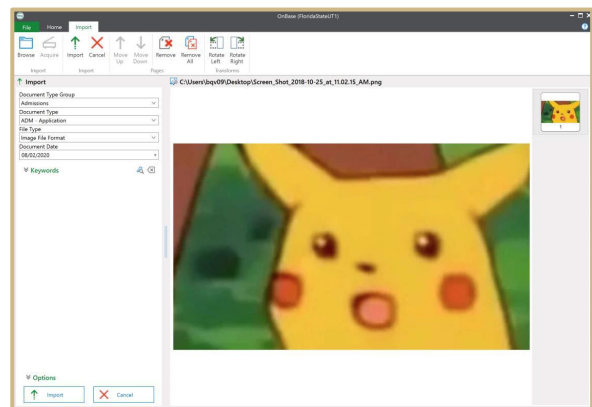 OnBase (FloridaStateUT1)
File Home Import
Browse Acquire Import Cancel Move Up Move Down Remove Remove All Rotate Left Rotate Right
Import Import Pages Transforms
Import
C:\Users\bqv09\Desktop\Screen_Shot_2018-10-25_at_11.02.15_AM.png
Document Type Group
Admissions
Document Type
ADM - Application
File Type
Image File Format
Document Date
08/02/2020
Keywords
1
Options
Import Cancel